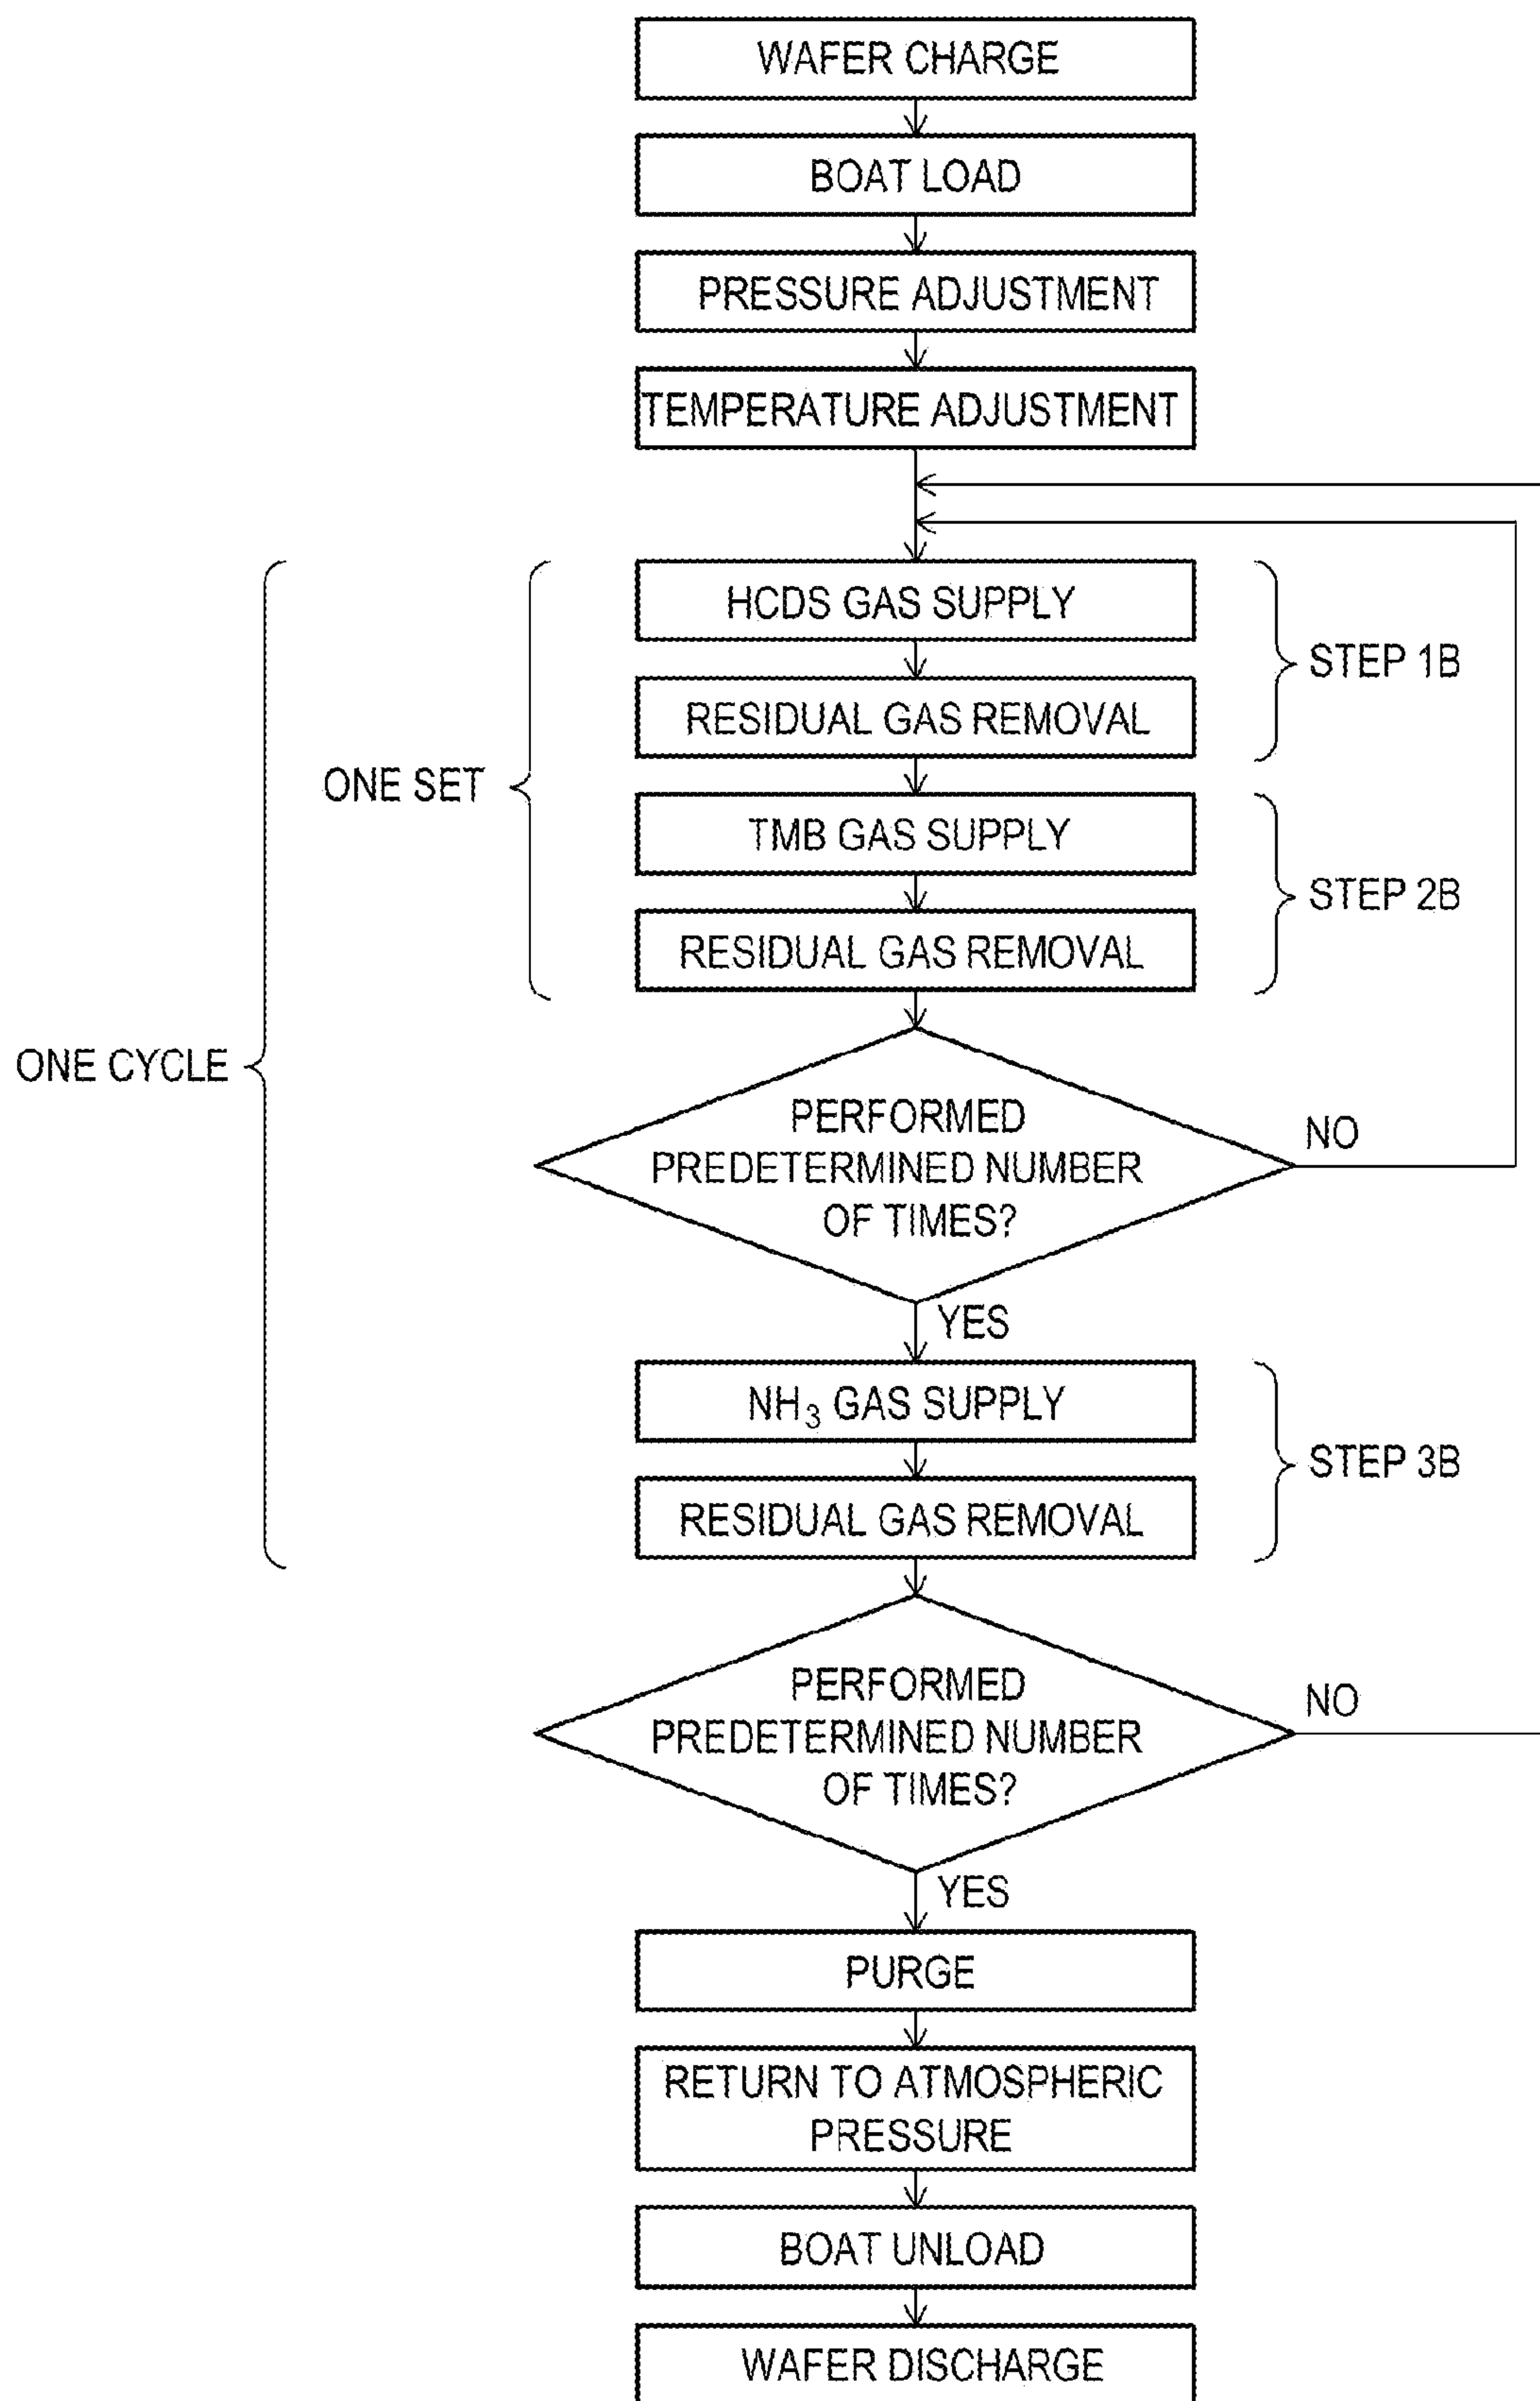 WAFER CHARGE
BOAT LOAD
PRESSURE ADJUSTMENT
TEMPERATURE ADJUSTMENT
HCDS GAS SUPPLY
STEP 1B
RESIDUAL GAS REMOVAL
ONE SET
TMB GAS SUPPLY
STEP 2B
RESIDUAL GAS REMOVAL
ONE CYCLE
PERFORMED
PREDETERMINED NUMBER
OF TIMES?
NO
YES
NH₃ GAS SUPPLY
STEP 3B
RESIDUAL GAS REMOVAL
PERFORMED
PREDETERMINED NUMBER
OF TIMES?
NO
YES
PURGE
RETURN TO ATMOSPHERIC
PRESSURE
BOAT UNLOAD
WAFER DISCHARGE